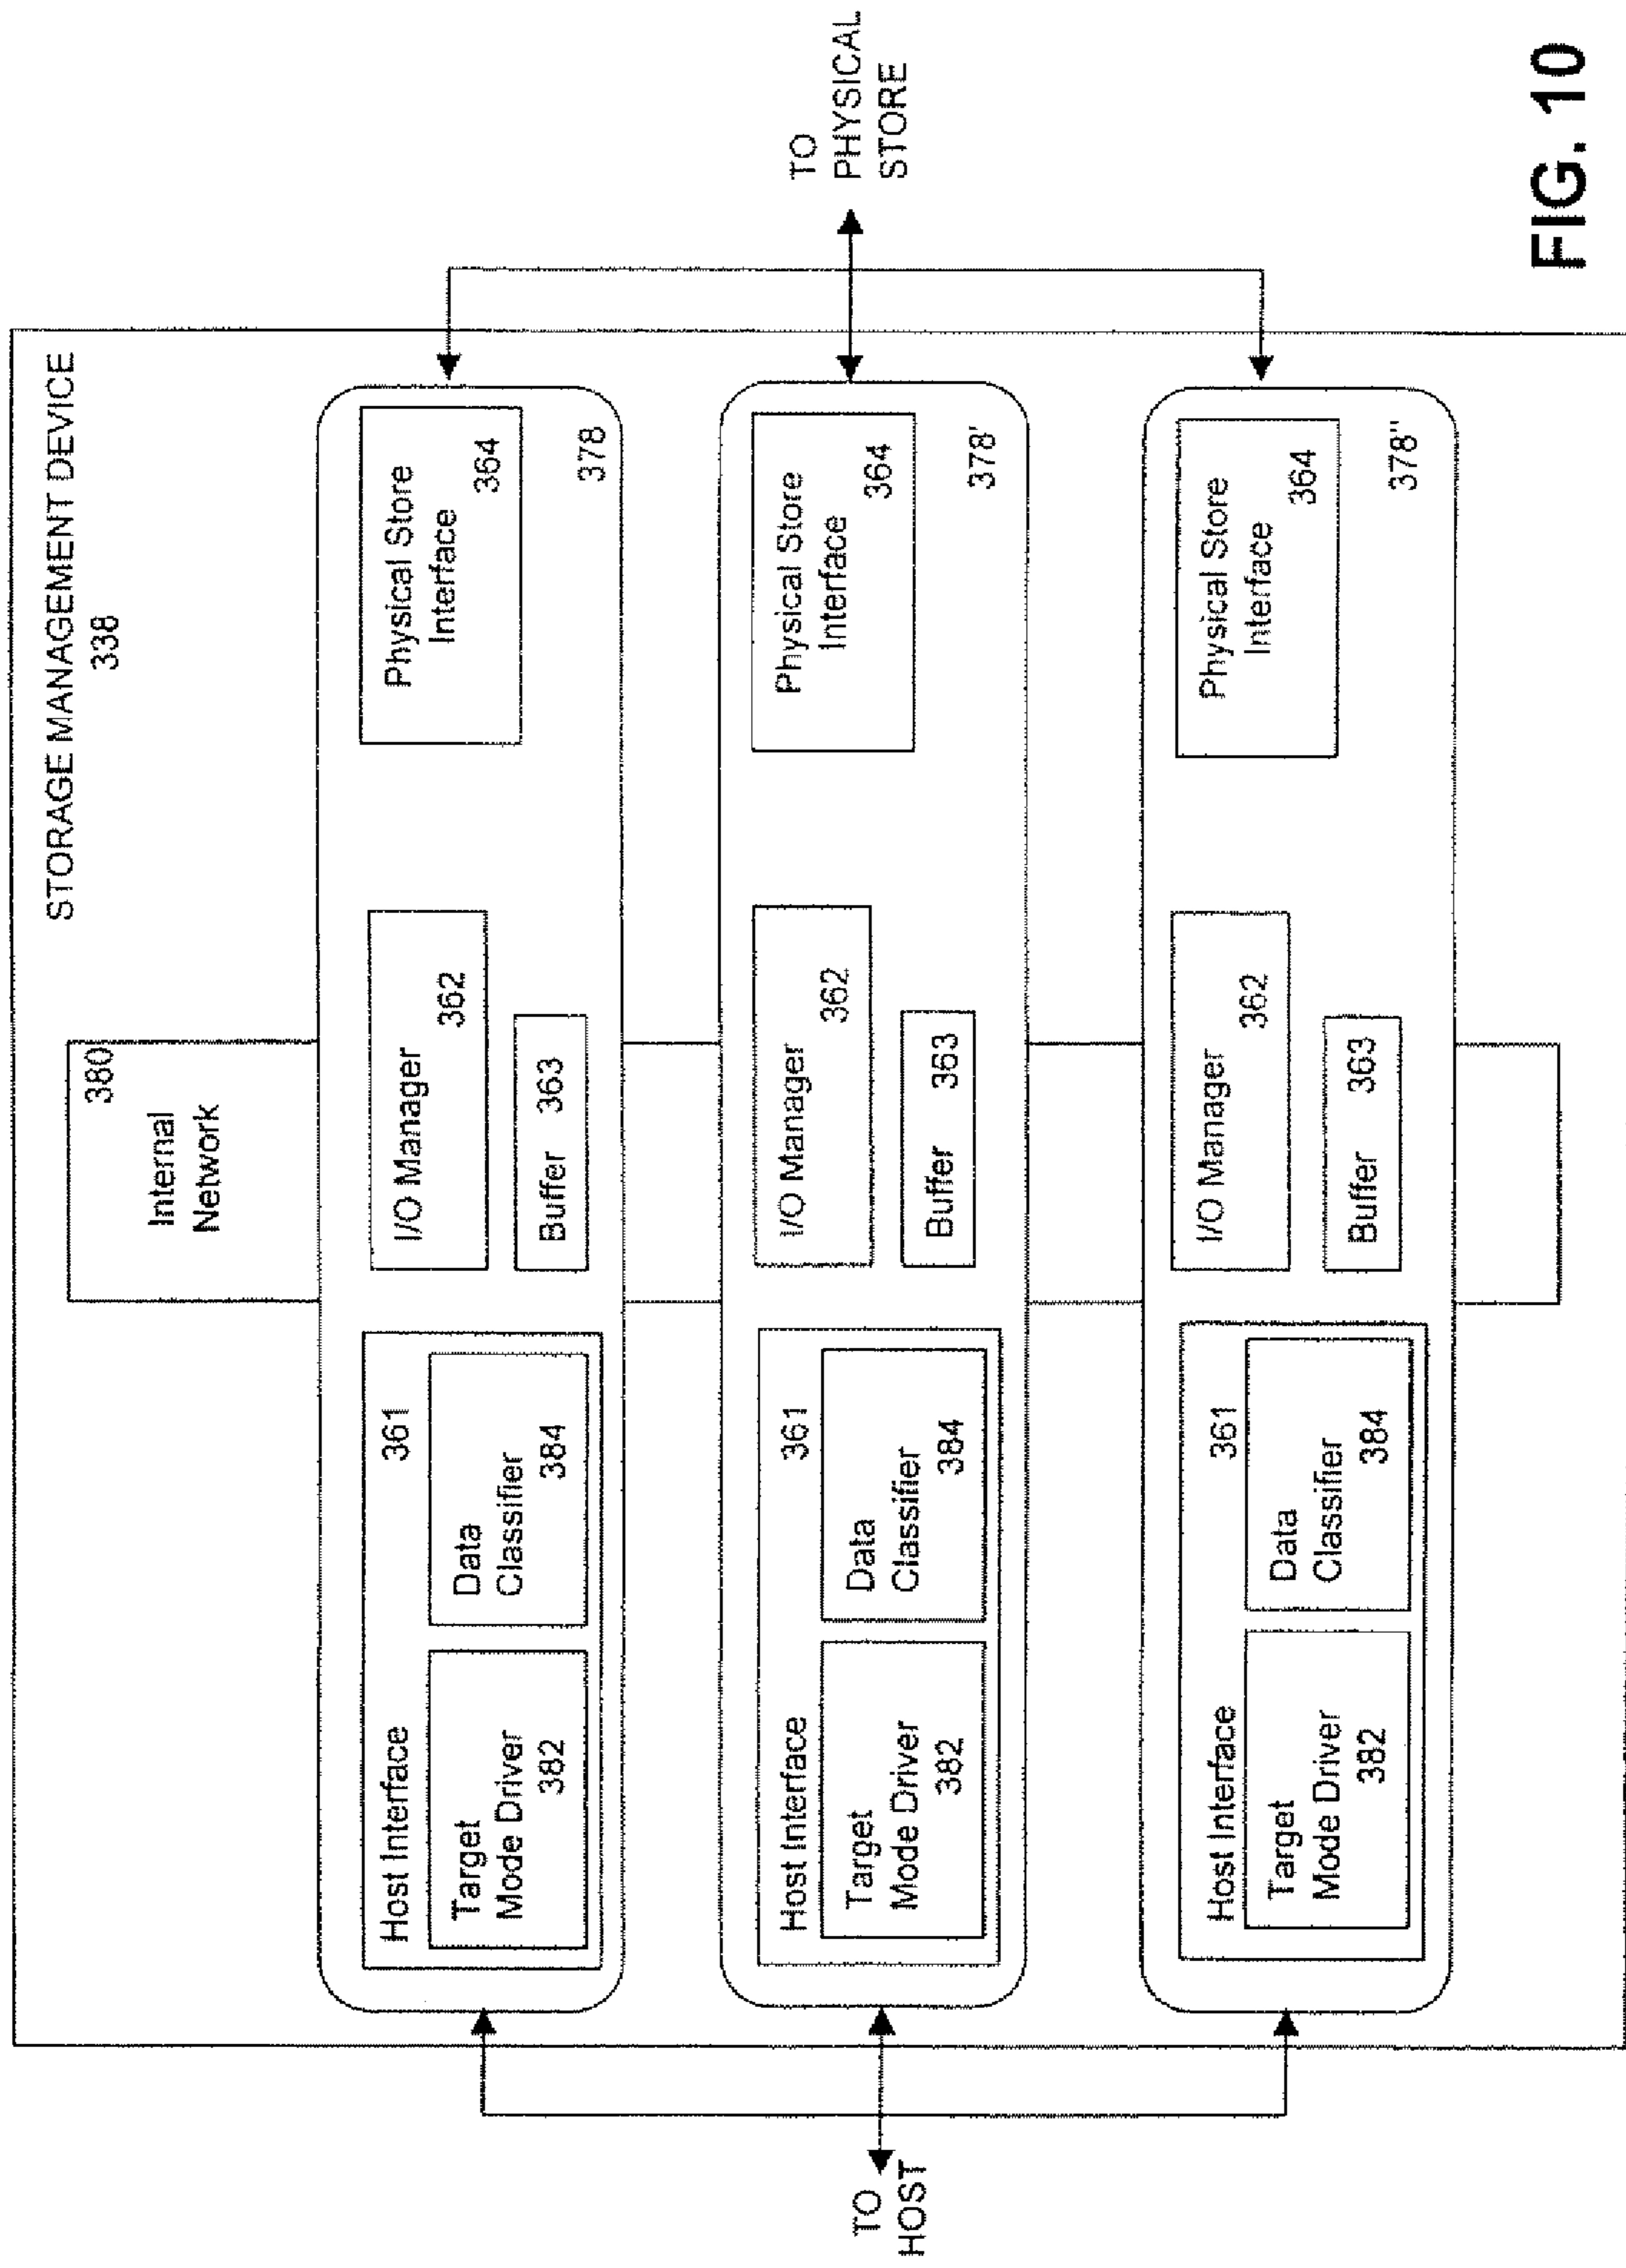 STORAGE MANAGEMENT DEVICE
338
380
Internal
Network
TO
HOST
TO
PHYSICAL
STORE
Host Interface
361
Target
Mode Driver
382
Data
Classifier
384
I/O Manager
362
Buffer 363
Physical Store
Interface
364
378
Host Interface
361
Target
Mode Driver
382
Data
Classifier
384
I/O Manager
362
Buffer 363
Physical Store
Interface
364
378'
Host Interface
361
Target
Mode Driver
382
Data
Classifier
384
I/O Manager
362
Buffer 363
Physical Store
Interface
364
378"
FIG. 10